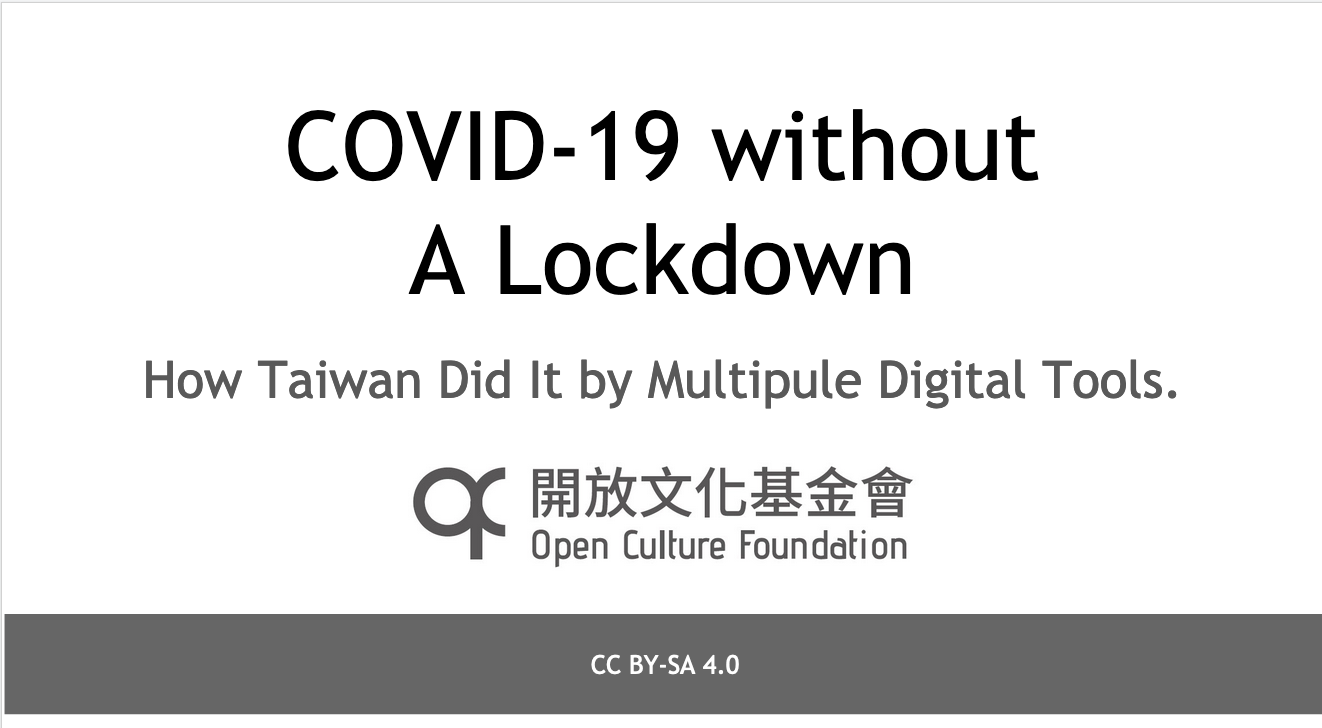 COVID-19 without
A Lockdown
How Taiwan Did It by Multipule Digital Tools.
開放文化基金會
Open Culture Foundation
CC BY-SA 4.0